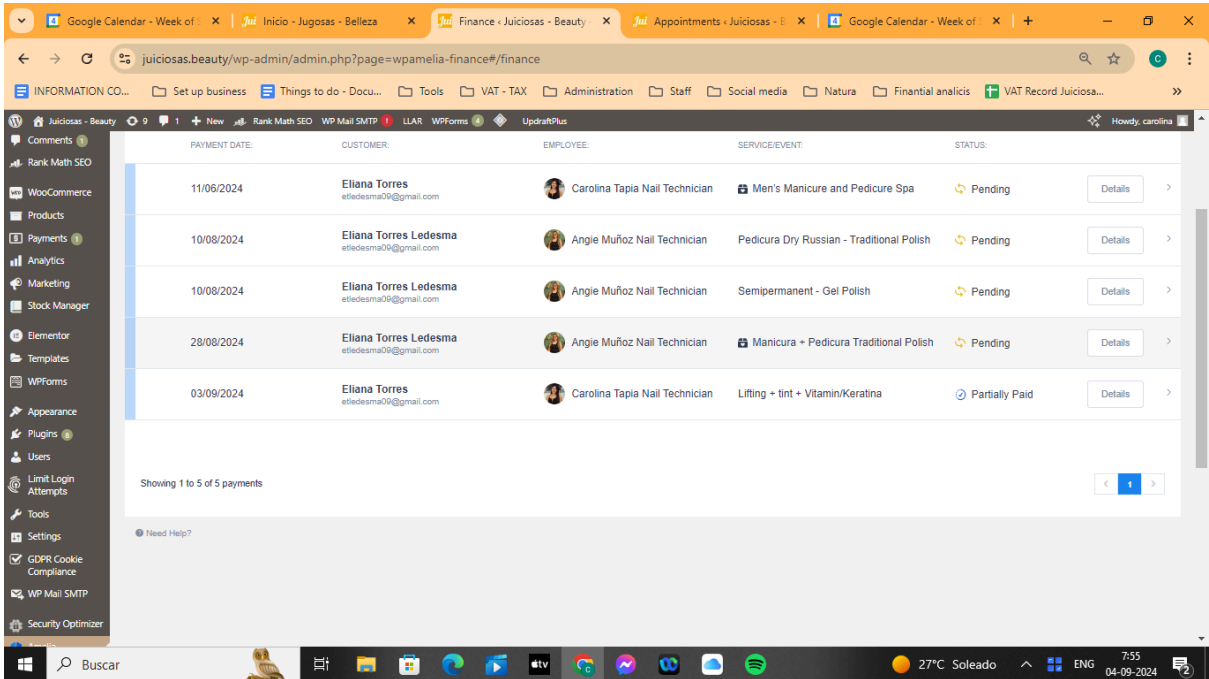 Google Calendar - Week of S
Inicio - Jugosas - Belleza
Finance ‹ Juiciosas - Beauty -
Appointments ‹ Juiciosas - B
Google Calendar - Week of
juiciosas.beauty/wp-admin/admin.php?page=wpamelia-finance#/finance
C
INFORMATION CO...
Set up business
Things to do - Docu...
Tools
VAT - TAX
Administration
Staff
Social media
Natura
Finantial analicis
VAT Record Juiciosa...
Juiciosas - Beauty
9
1
New
Rank Math SEO
WP Mail SMTP !
LLAR
WPForms 4
UpdraftPlus
Howdy, carolina
Comments 1
Rank Math SEO
WooCommerce
Products
Payments 1
Analytics
Marketing
Stock Manager
Elementor
Templates
WPForms
Appearance
Plugins 8
Users
Limit Login
Attempts
Tools
Settings
GDPR Cookie
Compliance
WP Mail SMTP
Security Optimizer
Amelia
PAYMENT DATE: CUSTOMER: EMPLOYEE: SERVICE/EVENT: STATUS:
11/06/2024 Eliana Torres Carolina Tapia Nail Technician Men's Manicure and Pedicure Spa Pending Details
etledesma09@gmail.com
10/08/2024 Eliana Torres Ledesma Angie Muñoz Nail Technician Pedicura Dry Russian - Traditional Polish Pending Details
etledesma09@gmail.com
10/08/2024 Eliana Torres Ledesma Angie Muñoz Nail Technician Semipermanent - Gel Polish Pending Details
etledesma09@gmail.com
28/08/2024 Eliana Torres Ledesma Angie Muñoz Nail Technician Manicura + Pedicura Traditional Polish Pending Details
etledesma09@gmail.com
03/09/2024 Eliana Torres Carolina Tapia Nail Technician Lifting + tint + Vitamin/Keratina Partially Paid Details
etledesma09@gmail.com
Showing 1 to 5 of 5 payments
1
Need Help?
Buscar
tv
27°C Soleado
ENG
7:55
04-09-2024
2